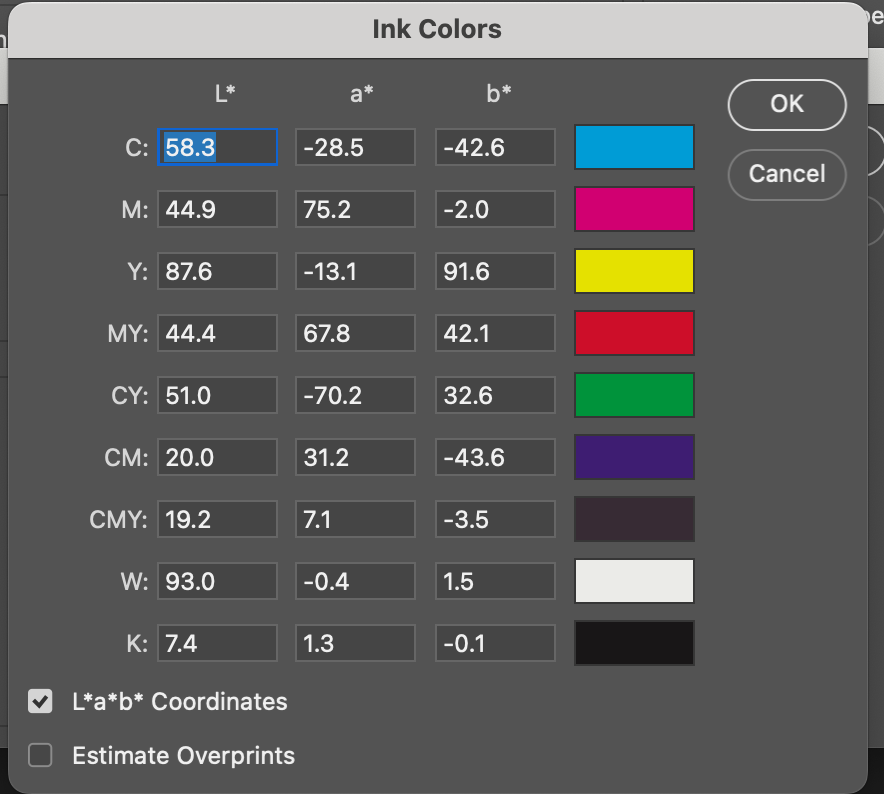 Ink Colors
L* a* b*
C: 58.3 -28.5 -42.6
M: 44.9 75.2 -2.0
Y: 87.6 -13.1 91.6
MY: 44.4 67.8 42.1
CY: 51.0 -70.2 32.6
CM: 20.0 31.2 -43.6
CMY: 19.2 7.1 -3.5
W: 93.0 -0.4 1.5
K: 7.4 1.3 -0.1
L*a*b* Coordinates
Estimate Overprints
OK
Cancel